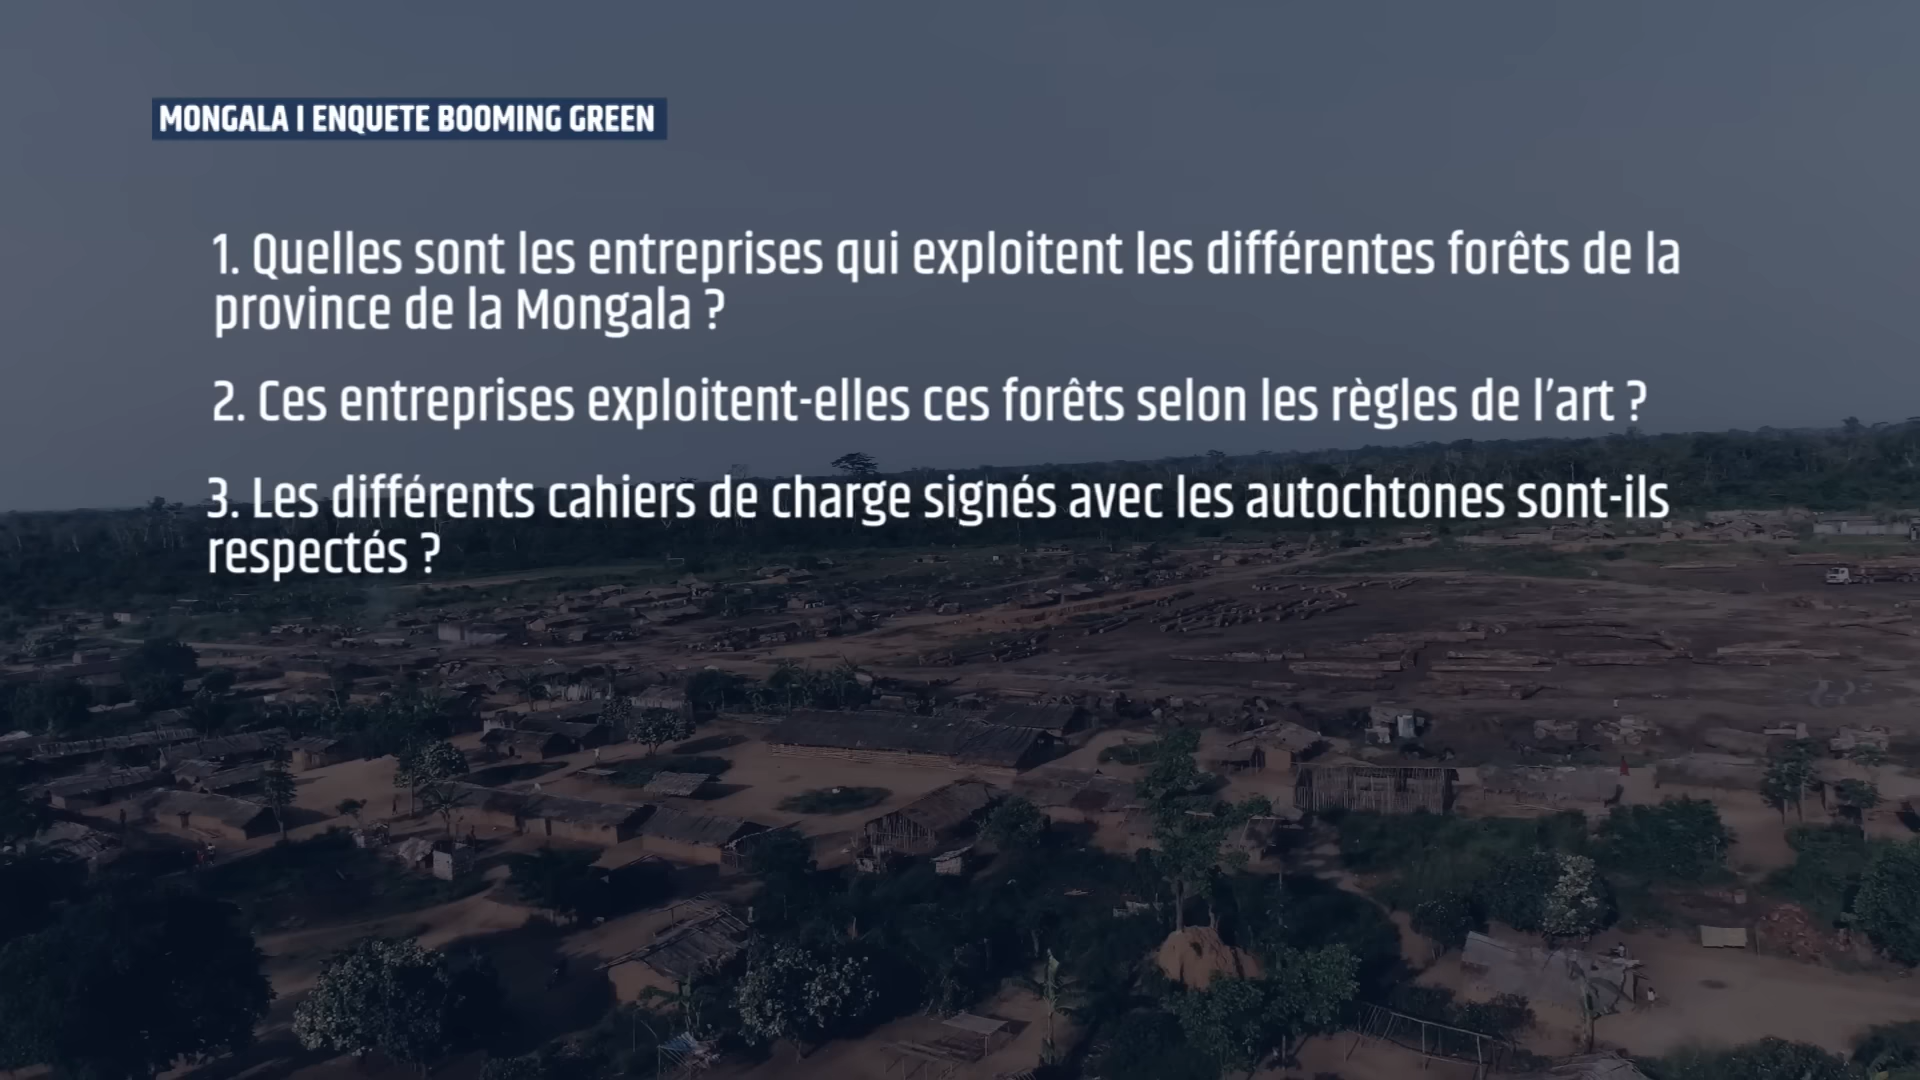 MONGALA I ENQUETE BOOMING GREEN
1. Quelles sont les entreprises qui exploitent les différentes forêts de la
province de la Mongala ?
2. Ces entreprises exploitent-elles ces forêts selon les règles de l’art ?
3. Les différents cahiers de charge signés avec les autochtones sont-ils
respectés ?